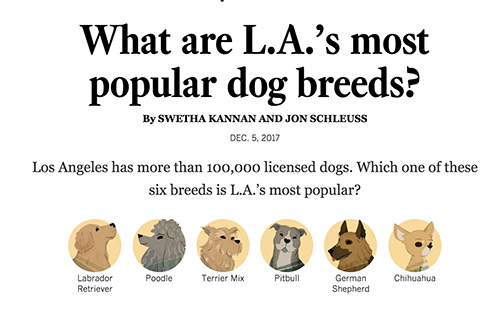 What are L.A.'s most
popular dog breeds?
By SWETHA KANNAN AND JON SCHLEUSS
DEC. 5, 2017
Los Angeles has more than 100,000 licensed dogs. Which one of these
six breeds is L.A.'s most popular?
Labrador
Retriever
Poodle
Terrier Mix
Pitbull
German
Shepherd
Chihuahua